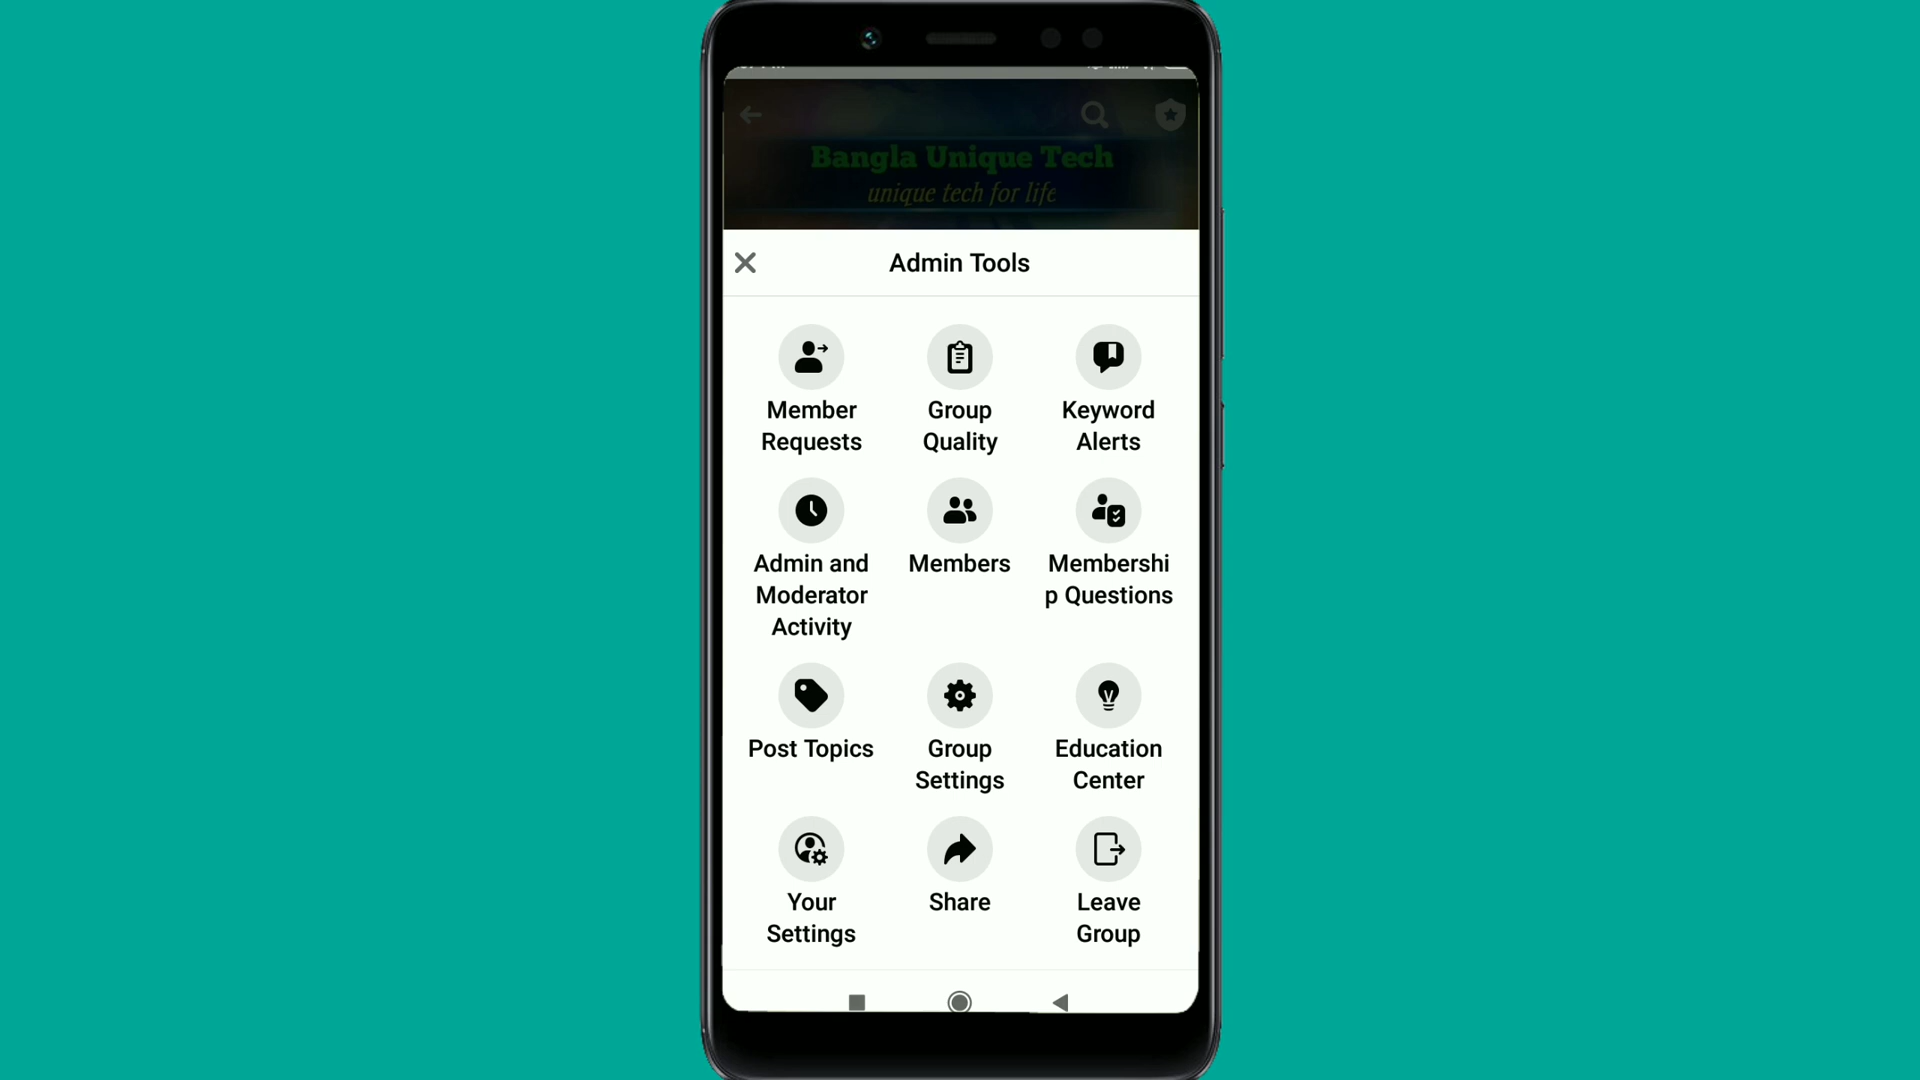 Bangla Unique Tech
unique tech for life
Admin Tools
Member
Requests
Group
Quality
Keyword
Alerts
Admin and
Moderator
Activity
Members
Membershi
p Questions
Post Topics
Group
Settings
Education
Center
Your
Settings
Share
Leave
Group